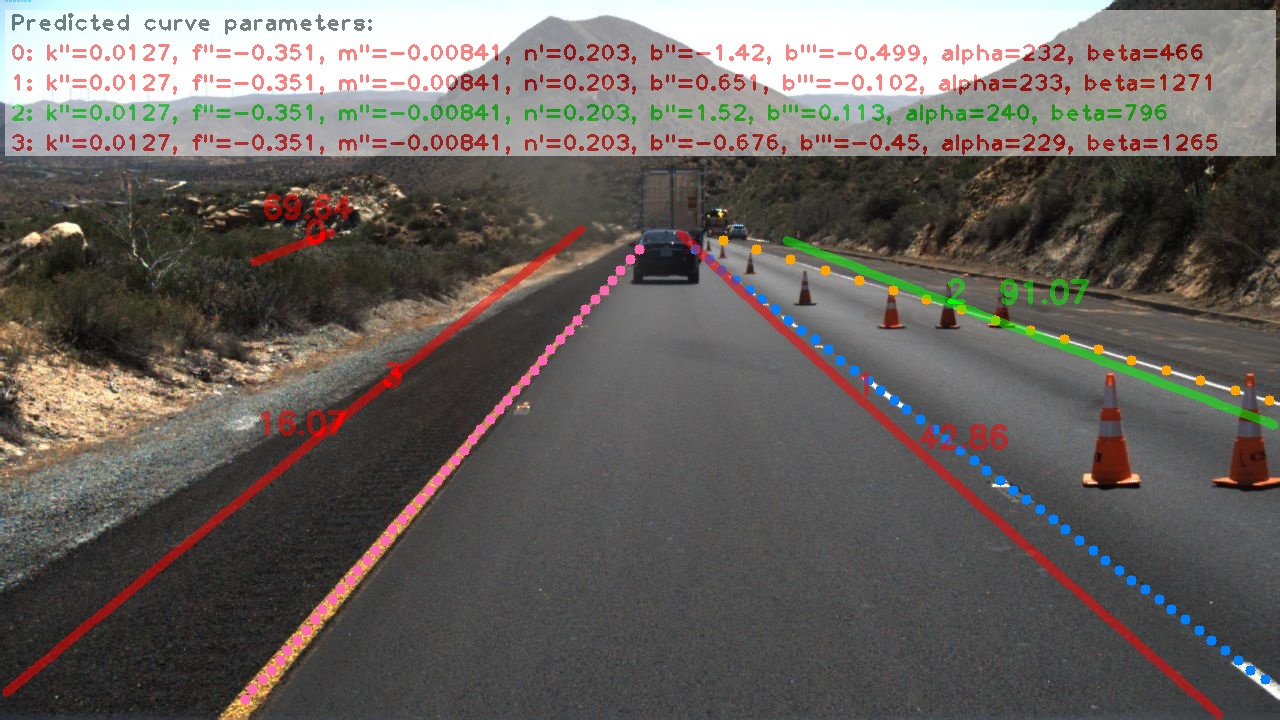 Predicted curve parameters:
0: k''=0.0127, f''=−0.351, m''=−0.00841, n'=0.203, b''=−1.42, b'''=−0.499, alpha=232, beta=466
1: k''=0.0127, f''=−0.351, m''=−0.00841, n'=0.203, b''=0.651, b'''=−0.102, alpha=233, beta=1271
2: k''=0.0127, f''=−0.351, m''=−0.00841, n'=0.203, b''=1.52, b'''=0.113, alpha=240, beta=796
3: k''=0.0127, f''=−0.351, m''=−0.00841, n'=0.203, b''=−0.676, b'''=−0.45, alpha=229, beta=1265
69.64
0
2 91.07
3
1
16.07
42.86